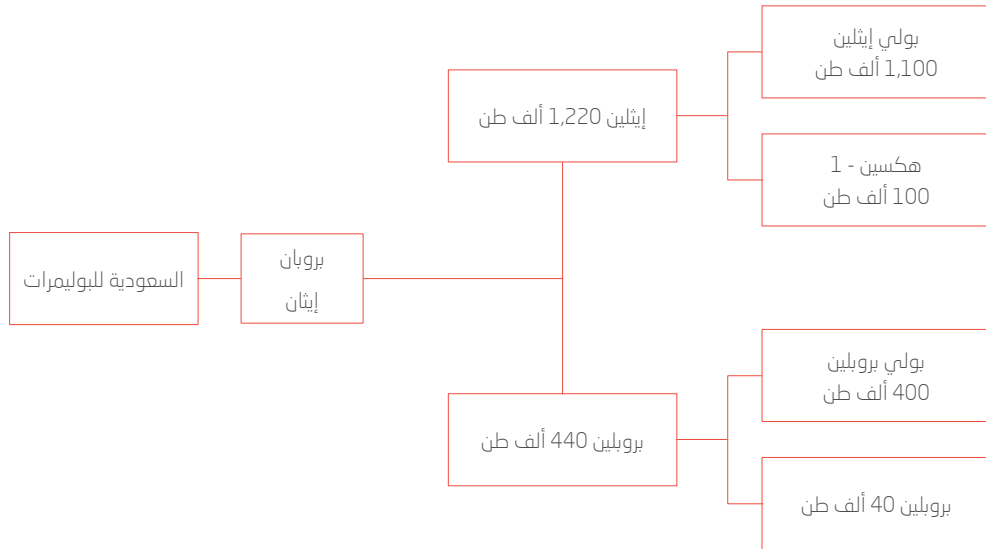 السعودية للبوليمرات
بروبان
إيثان
إيثلين 1,220 ألف طن
بولي إيثلين
1,100 ألف طن
هكسين - 1
100 ألف طن
بروبلين 440 ألف طن
بولي بروبلين
400 ألف طن
بروبلين 40 ألف طن